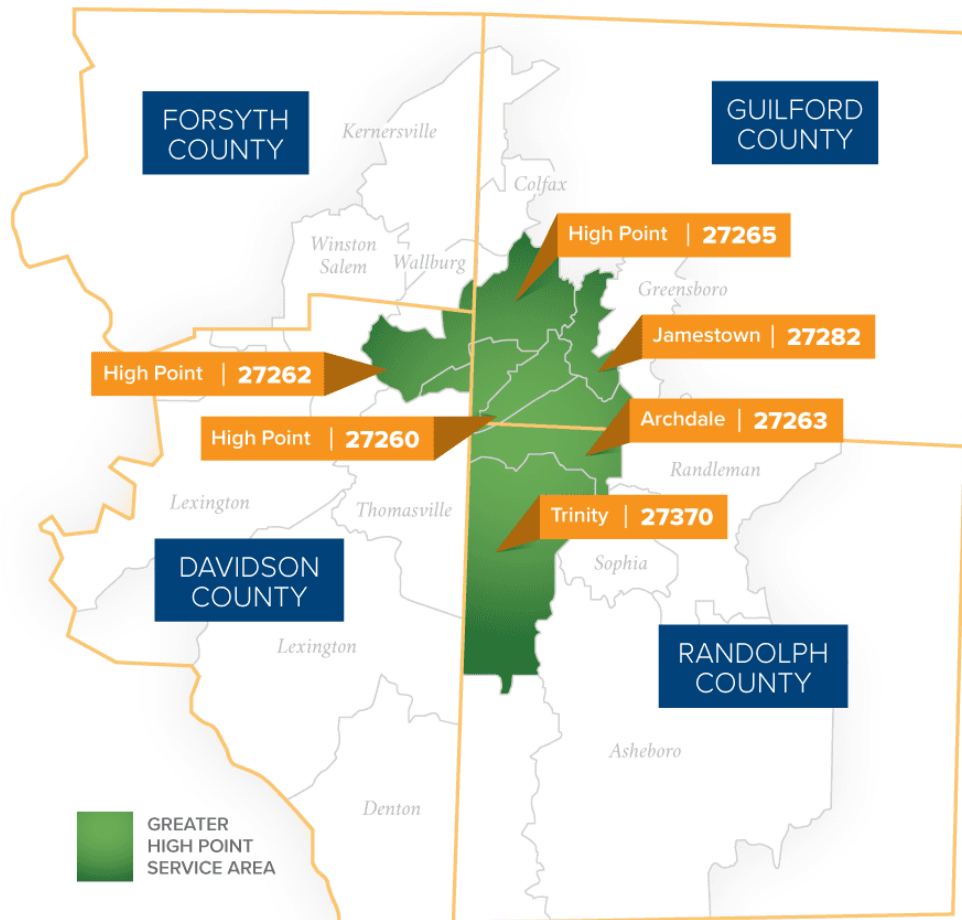 FORSYTH
COUNTY
GUILFORD
COUNTY
Kernersville
Colfax
High Point | 27265
Winston
Salem
Wallburg
Greensboro
Jamestown | 27282
High Point | 27262
Archdale | 27263
High Point | 27260
Randleman
Lexington
Thomasville
Trinity | 27370
Sophia
DAVIDSON
COUNTY
Lexington
RANDOLPH
COUNTY
Asheboro
Denton
GREATER
HIGH POINT
SERVICE AREA